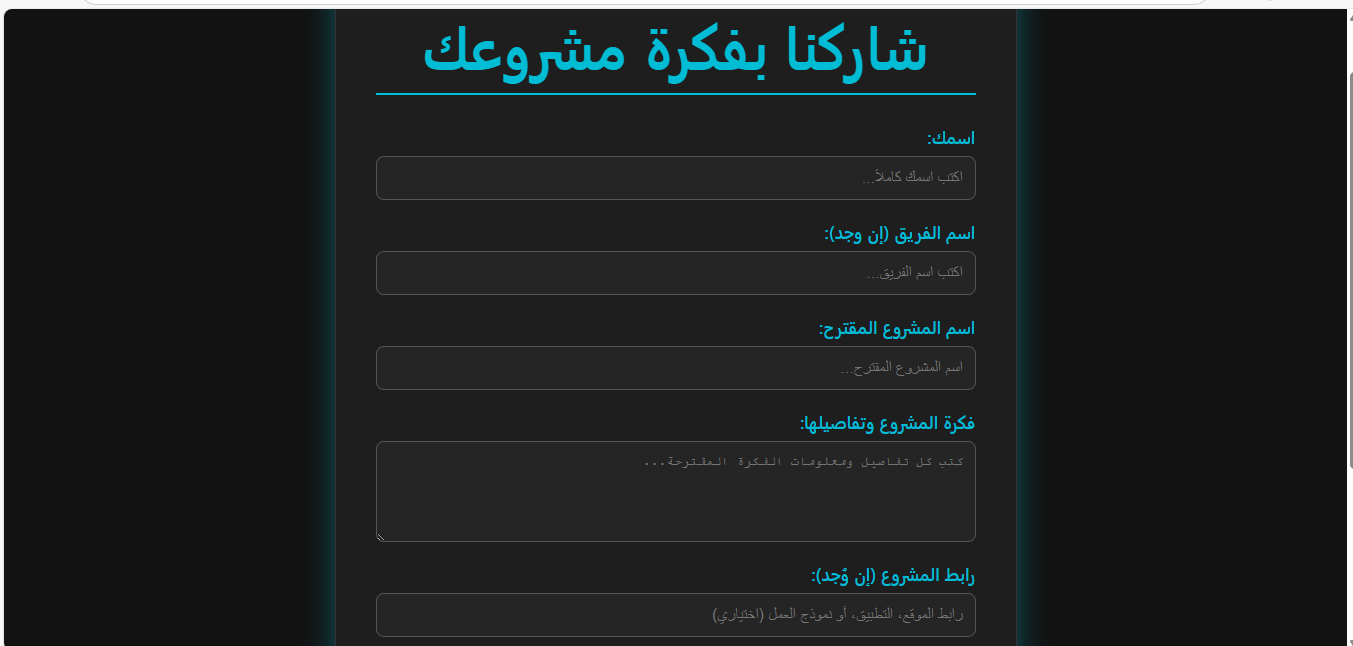 شاركنا بفكرة مشروعك
اسمك:
اكتب اسمك كاملاً...
اسم الفريق (إن وجد):
اكتب اسم الفريق...
اسم المشروع المقترح:
اسم المشروع المقترح...
فكرة المشروع وتفاصيلها:
كتب كل تفاصيل ومعلومات الفكرة المقترحة...
رابط المشروع (إن وُجد):
رابط الموقع، التطبيق، أو نموذج العمل (اختياري)